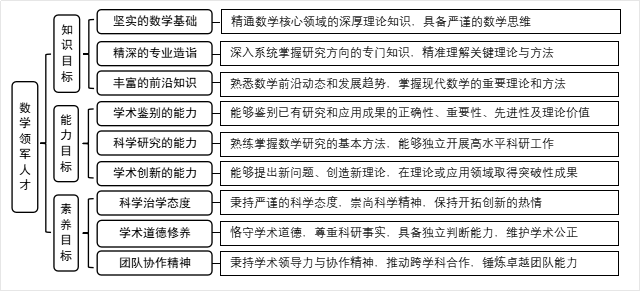 数学领军人才
知识目标
坚实的数学基础
精通数学核心领域的深厚理论知识，具备严谨的数学思维
精深的专业造诣
深入系统掌握研究方向的专门知识，精准理解关键理论与方法
丰富的前沿知识
熟悉数学前沿动态和发展趋势，掌握现代数学的重要理论和方法
能力目标
学术鉴别的能力
能够鉴别已有研究和应用成果的正确性、重要性、先进性及理论价值
科学研究的能力
熟练掌握数学研究的基本方法，能够独立开展高水平科研工作
学术创新的能力
能够提出新问题、创造新理论，在理论或应用领域取得突破性成果
素养目标
科学治学态度
秉持严谨的科学态度，崇尚科学精神，保持开拓创新的热情
学术道德修养
恪守学术道德，尊重科研事实，具备独立判断能力，维护学术公正
团队协作精神
秉持学术领导力与协作精神，推动跨学科合作，锤炼卓越团队能力